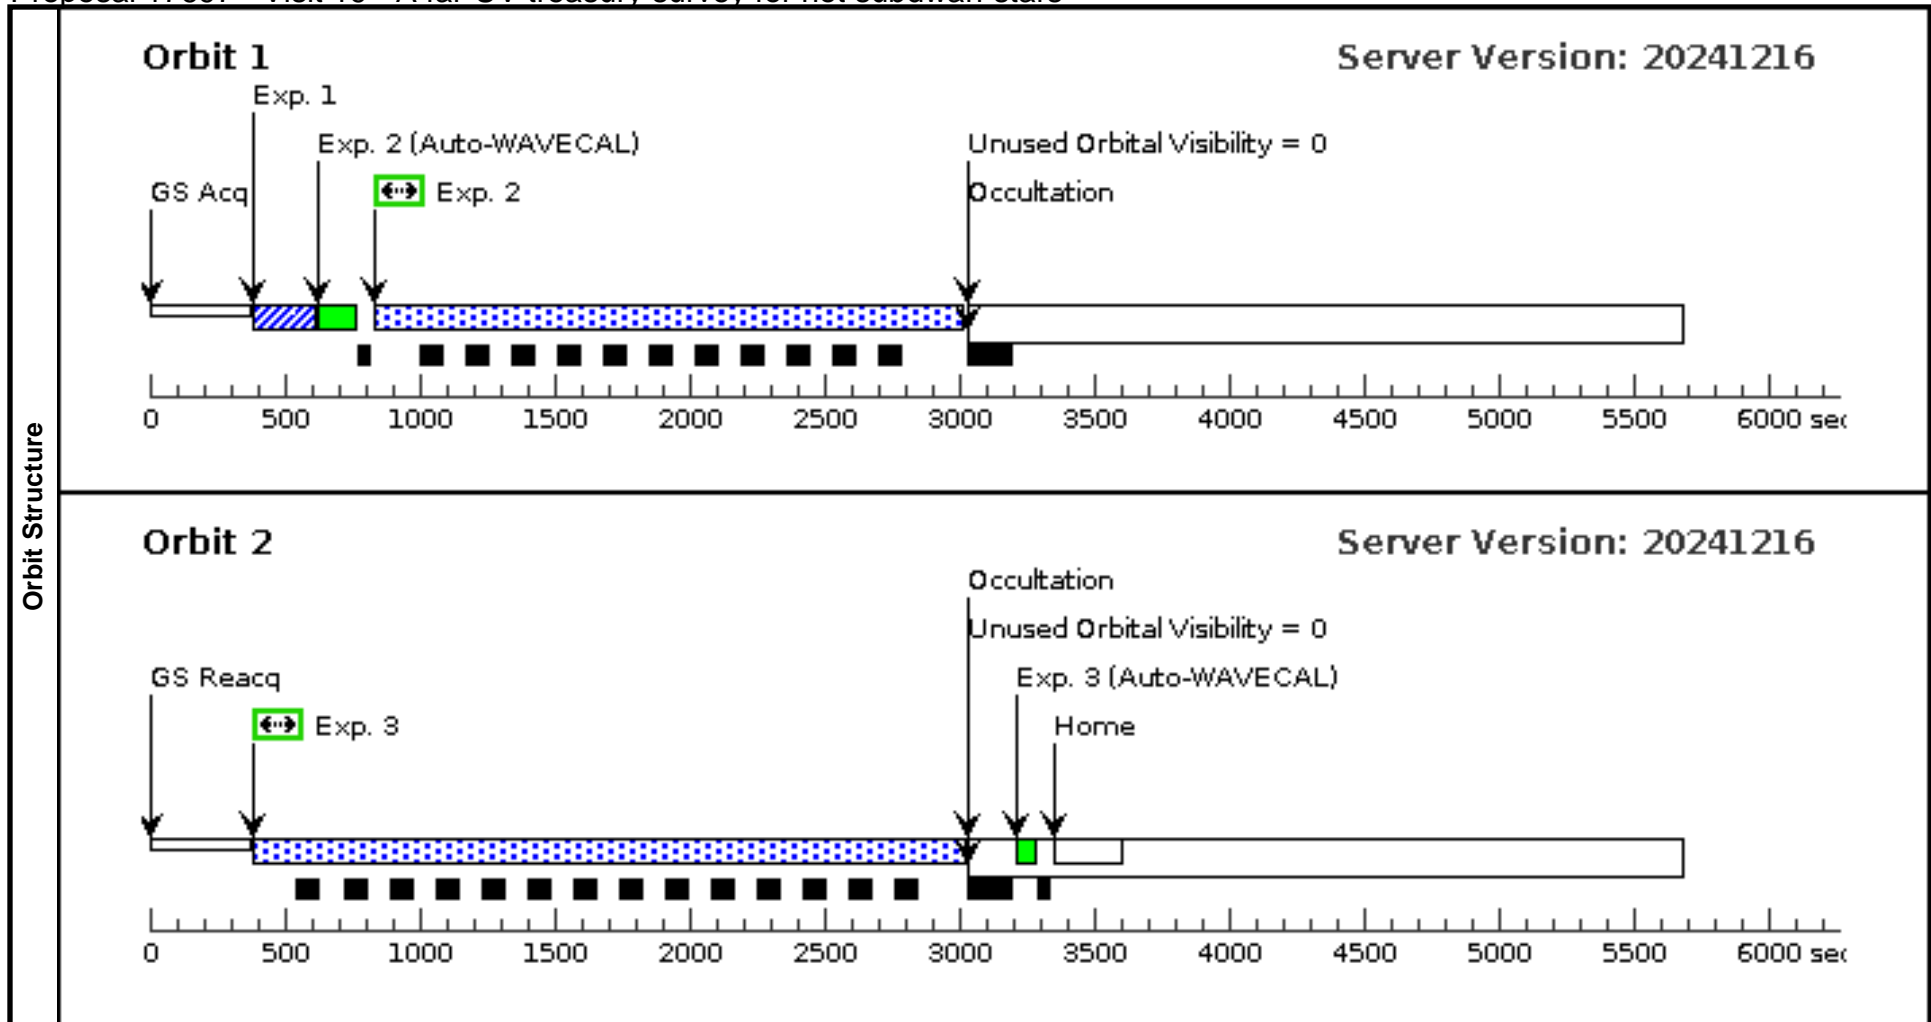 Orbit Structure
Orbit 1
Server Version: 20241216
Exp. 1
Exp. 2 (Auto-WAVECAL)
Unused Orbital Visibility = 0
GS Acq
Exp. 2
Occultation
0 500 1000 1500 2000 2500 3000 3500 4000 4500 5000 5500 6000 sec
Orbit 2
Server Version: 20241216
Occultation
Unused Orbital Visibility = 0
GS Reacq
Exp. 3 (Auto-WAVECAL)
Exp. 3
Home
0 500 1000 1500 2000 2500 3000 3500 4000 4500 5000 5500 6000 sec